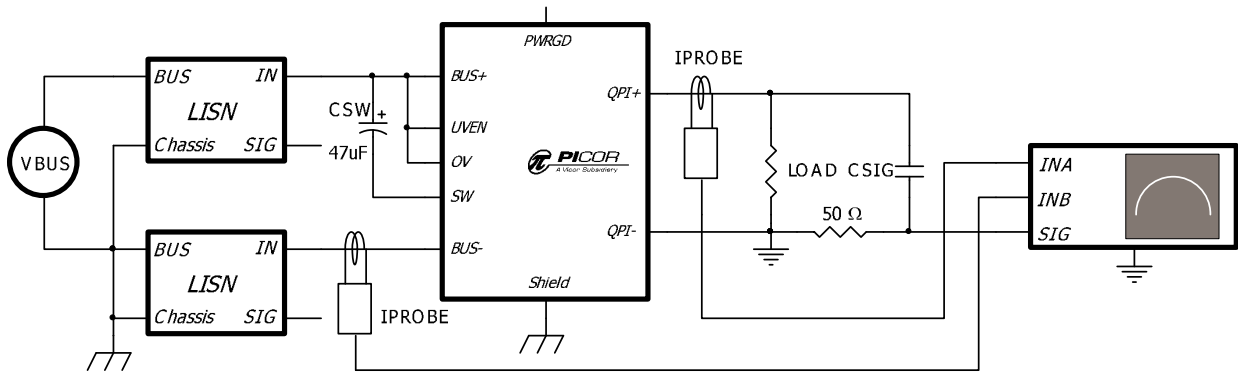 PWRGD
IPROBE
BUS IN
LISN
Chassis SIG
BUS+
QPI+
CSW +
47uF
UVEN
OV
SW
π PICOR
A Vicor Subsidiary
VBUS
LOAD CSIG
INA
INB
SIG
50 Ω
BUS IN
LISN
Chassis SIG
BUS-
QPI-
Shield
IPROBE